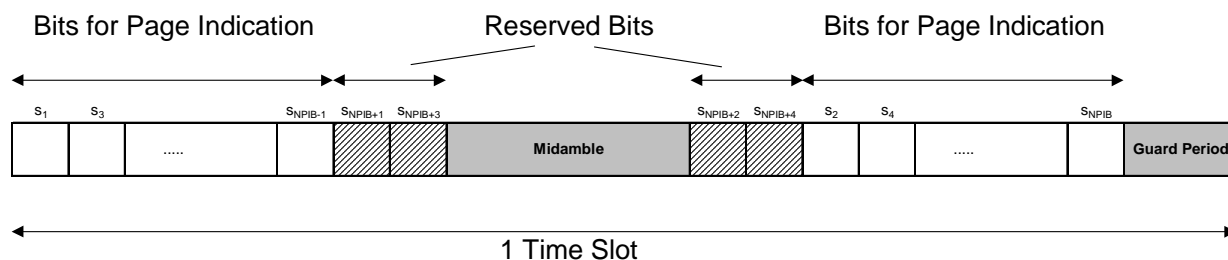 Bits for Page Indication Reserved Bits Bits for Page Indication
s1 s3 sNPIB-1 sNPIB+1 sNPIB+3 sNPIB+2 sNPIB+4 s2 s4 sNPIB
..... Midamble ..... Guard Period
1 Time Slot